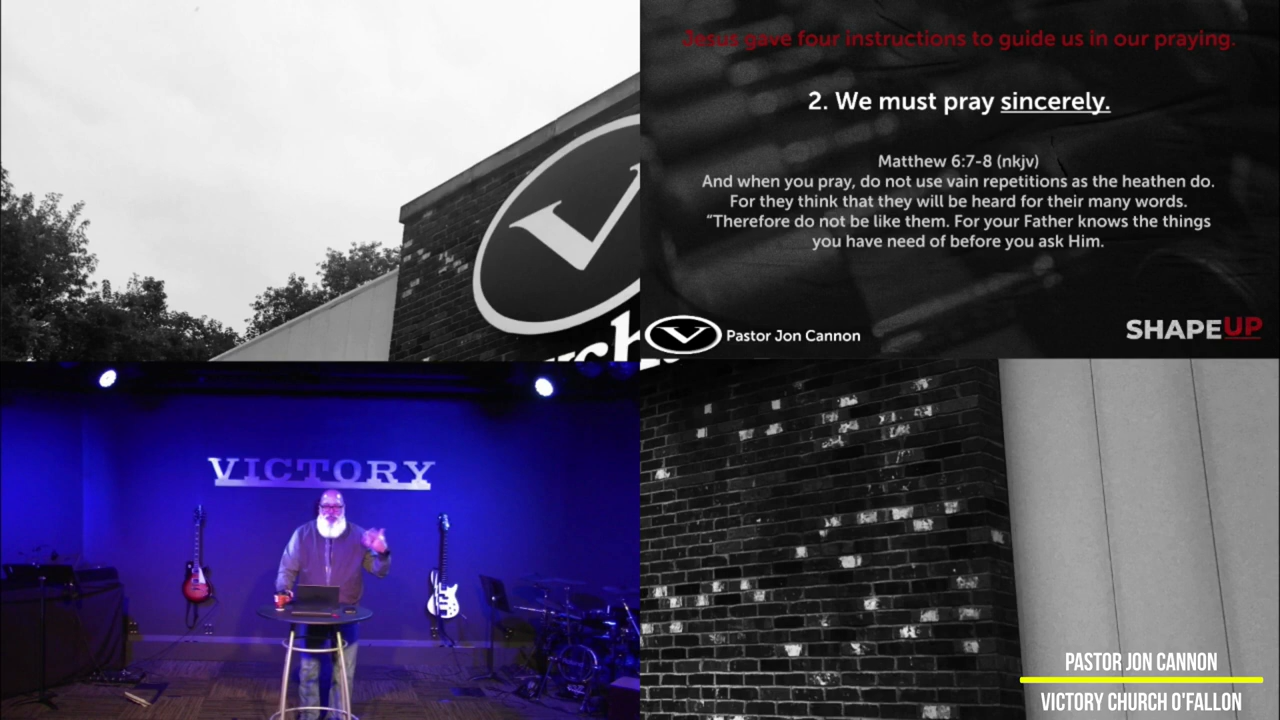 Jesus gave four instructions to guide us in our praying.
2. We must pray sincerely.
Matthew 6:7-8 (nkjv)
And when you pray, do not use vain repetitions as the heathen do.
For they think that they will be heard for their many words.
“Therefore do not be like them. For your Father knows the things
you have need of before you ask Him.
V
Pastor Jon Cannon
SHAPEUP
V
VICTORY
PASTOR JON CANNON
VICTORY CHURCH O'FALLON